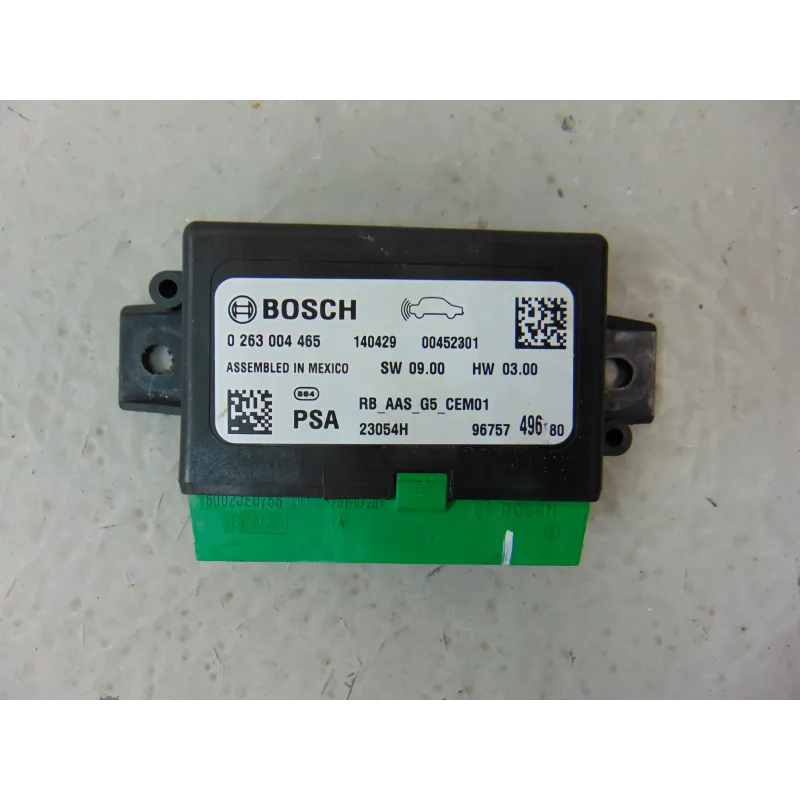 BOSCH
0 263 004 465 140429 00452301
ASSEMBLED IN MEXICO SW 09.00 HW 03.00
PSA RB_AAS_G5_CEM01
23054H 96757 496 80
BOSCH